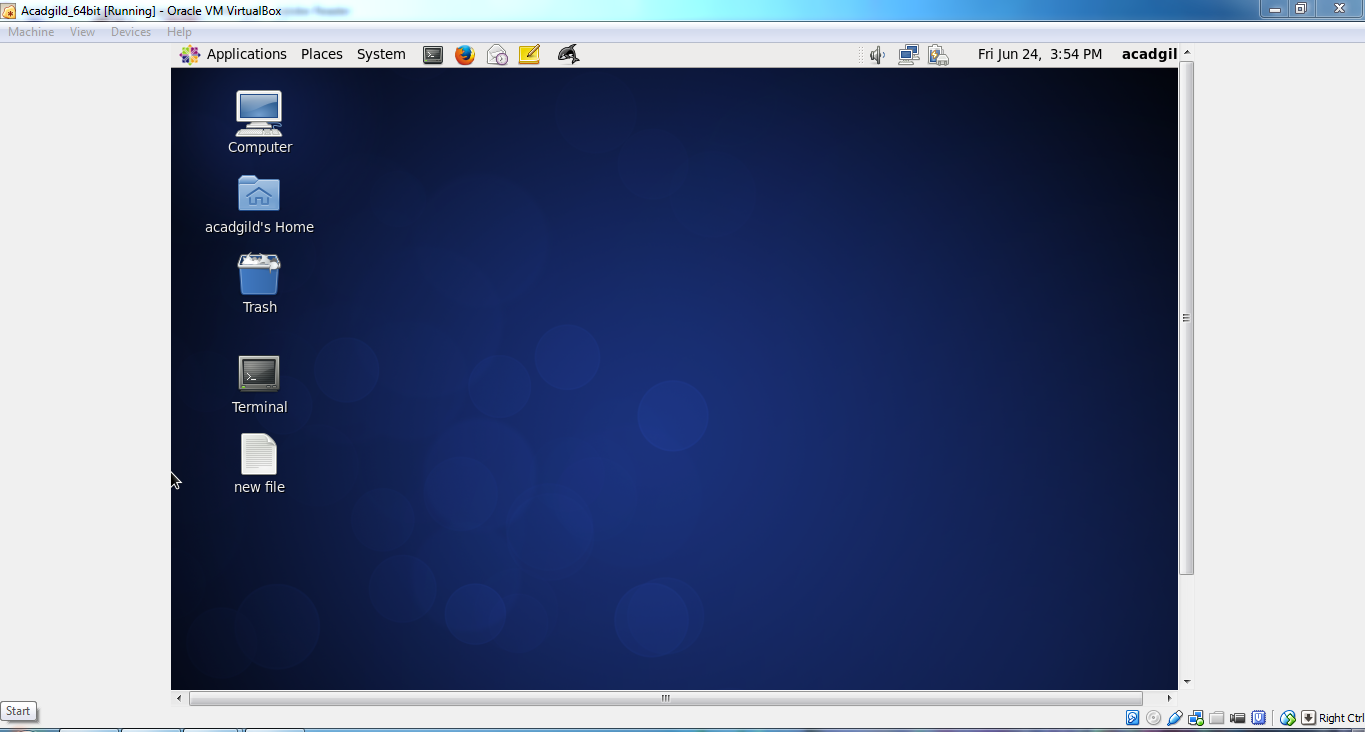 Acadgild_64bit [Running] - Oracle VM VirtualBox
Machine View Devices Help
Applications Places System Fri Jun 24, 3:54 PM acadgil
Computer
acadgild's Home
Trash
Terminal
new file
Start
Right Ctrl